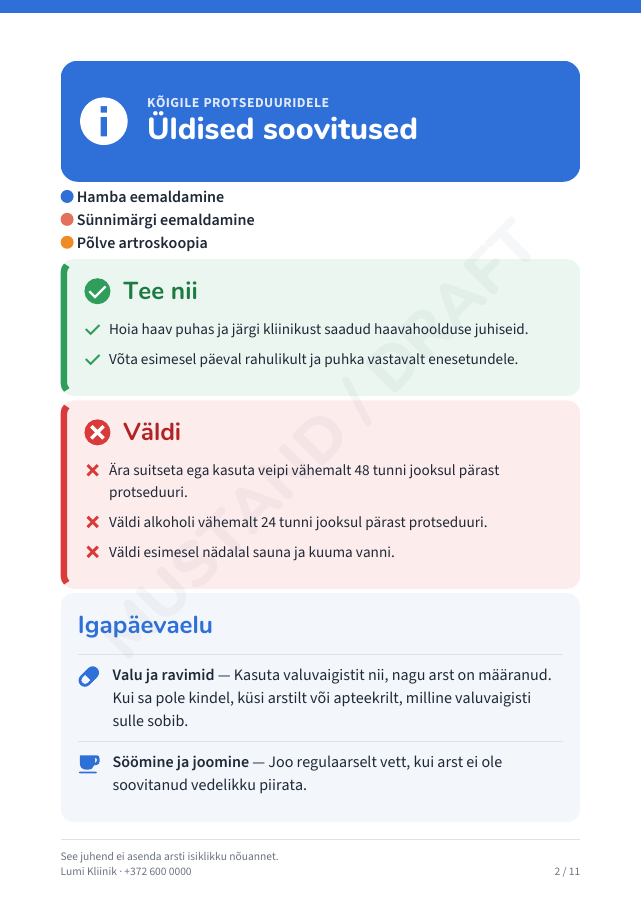 KÕIGILE PROTSEDUURIDELE
Üldised soovitused
Hamba eemaldamine
Sünnimärgi eemaldamine
Põlve artroskoopia
Tee nii
Hoia haav puhas ja järgi kliinikust saadud haavahoolduse juhiseid.
Võta esimesel päeval rahulikult ja puhka vastavalt enesetundele.
Väldi
Ära suitseta ega kasuta veipi vähemalt 48 tunni jooksul pärast
protseduuri.
Väldi alkoholi vähemalt 24 tunni jooksul pärast protseduuri.
Väldi esimesel nädalal sauna ja kuuma vanni.
MUSTAND / DRAFT
Igapäevaelu
Valu ja ravimid — Kasuta valuvaigistit nii, nagu arst on määranud.
Kui sa pole kindel, küsi arstilt või apteekrilt, milline valuvaigisti
sulle sobib.
Söömine ja joomine — Joo regulaarselt vett, kui arst ei ole
soovitanud vedelikku piirata.
See juhend ei asenda arsti isiklikku nõuannet.
Lumi Kliinik · +372 600 0000
2 / 11